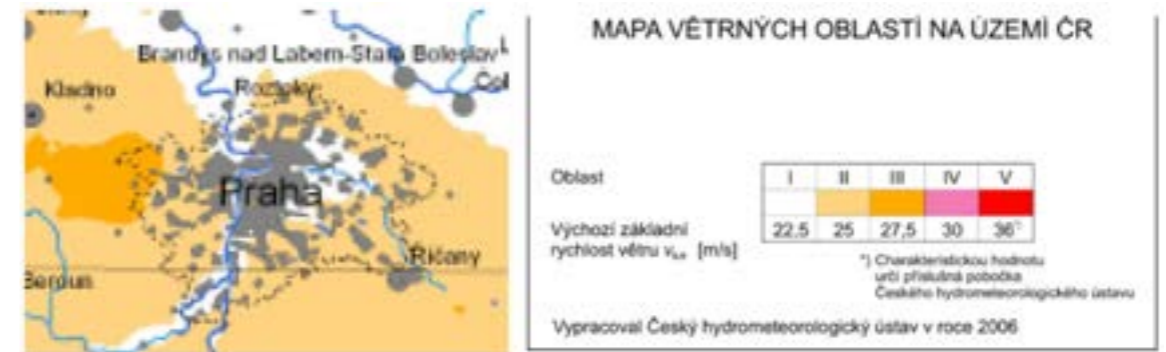 Brandýs nad Labem-Stará Boleslav
Kladno
Roztoky
Praha
Říčany
Beroun
MAPA VĚTRNÝCH OBLASTÍ NA ÚZEMÍ ČR
Oblast
I II III IV V
Výchozí základní
rychlost větru v [m/s]
22,5 25 27,5 30 36*)
*) Charakteristickou hodnotu
určí příslušná pobočka
Českého hydrometeorologického ústavu
Vypracoval Český hydrometeorologický ústav v roce 2006